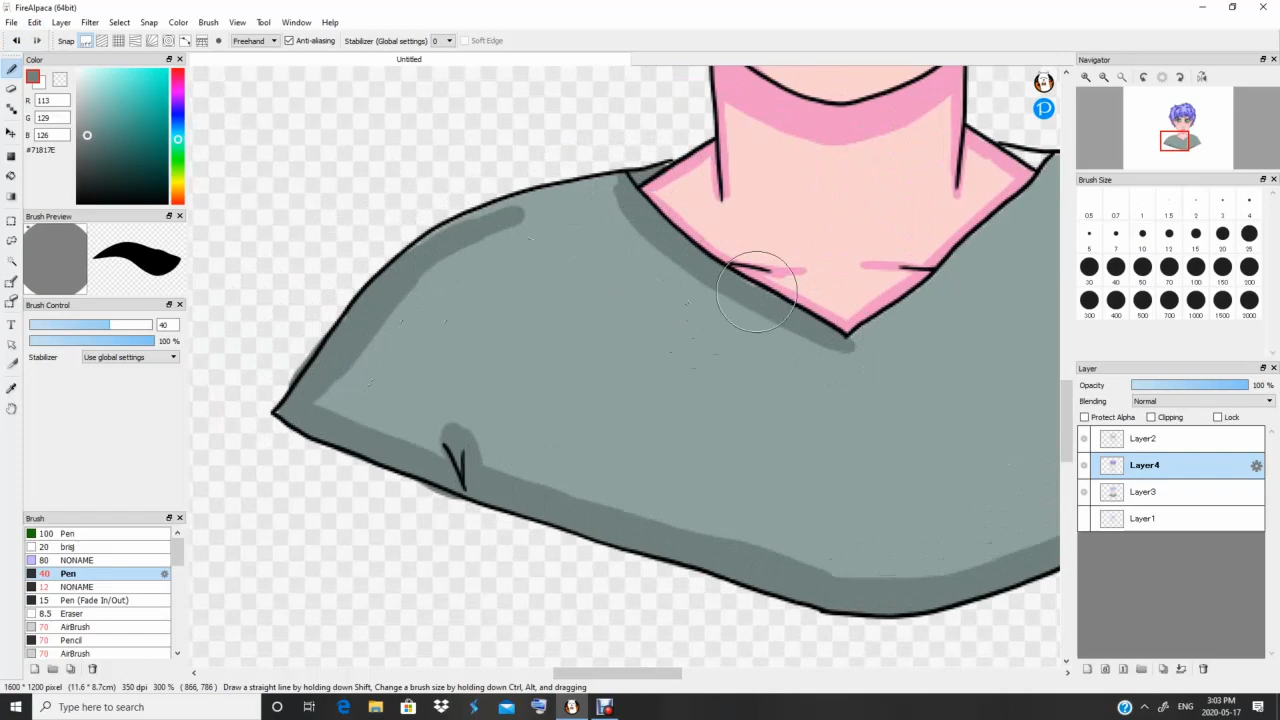 FireAlpaca (64bit)
File Edit Layer Filter Select Snap Color Brush View Tool Window Help
Snap Freehand Anti-aliasing Stabilizer (Global settings) 0 Soft Edge
Untitled
Color
R 113
G 129
B 126
#71817E
Brush Preview
Brush Control
40
100 %
Stabilizer Use global settings
Brush
100 Pen
20 brisj
80 NONAME
40 Pen
12 NONAME
15 Pen (Fade In/Out)
8.5 Eraser
70 AirBrush
70 Pencil
70 AirBrush
Navigator
Brush Size
0.5 0.7 1 1.5 2 3 4
5 7 10 12 15 20 25
30 40 50 70 100 150 200
300 400 500 700 1000 1500 2000
Layer
Opacity 100 %
Blending Normal
Protect Alpha Clipping Lock
Layer2
Layer4
Layer3
Layer1
1600 * 1200 pixel (11.6 * 8.7cm) 350 dpi 300 % ( 866, 786 ) Draw a straight line by holding down Shift, Change a brush size by holding down Ctrl, Alt, and dragging
Type here to search
ENG
3:03 PM
2020-05-17